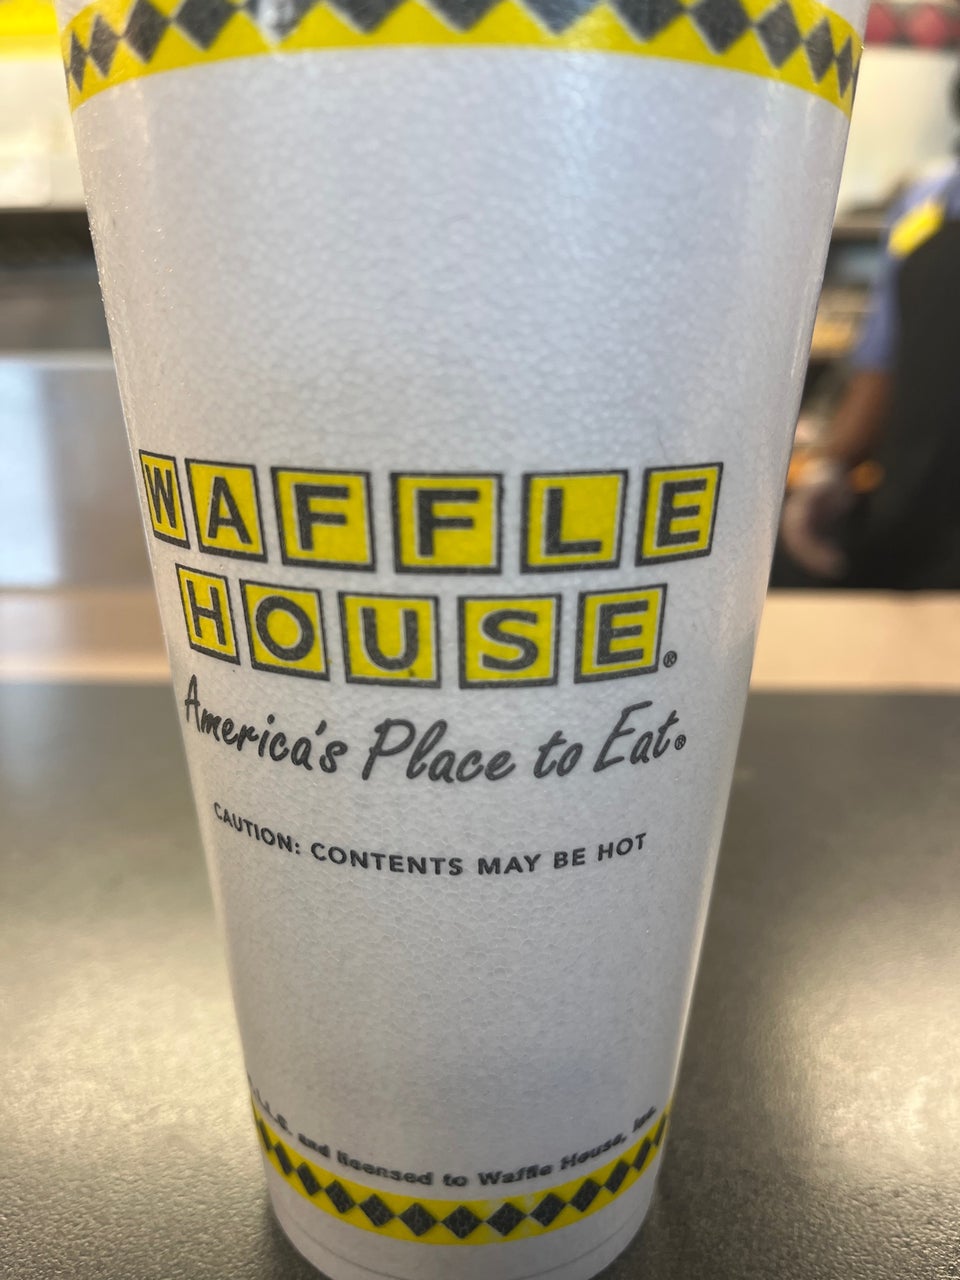 WAFFLE
HOUSE®
America's Place to Eat®
CAUTION: CONTENTS MAY BE HOT
and licensed to Waffle House, Inc.